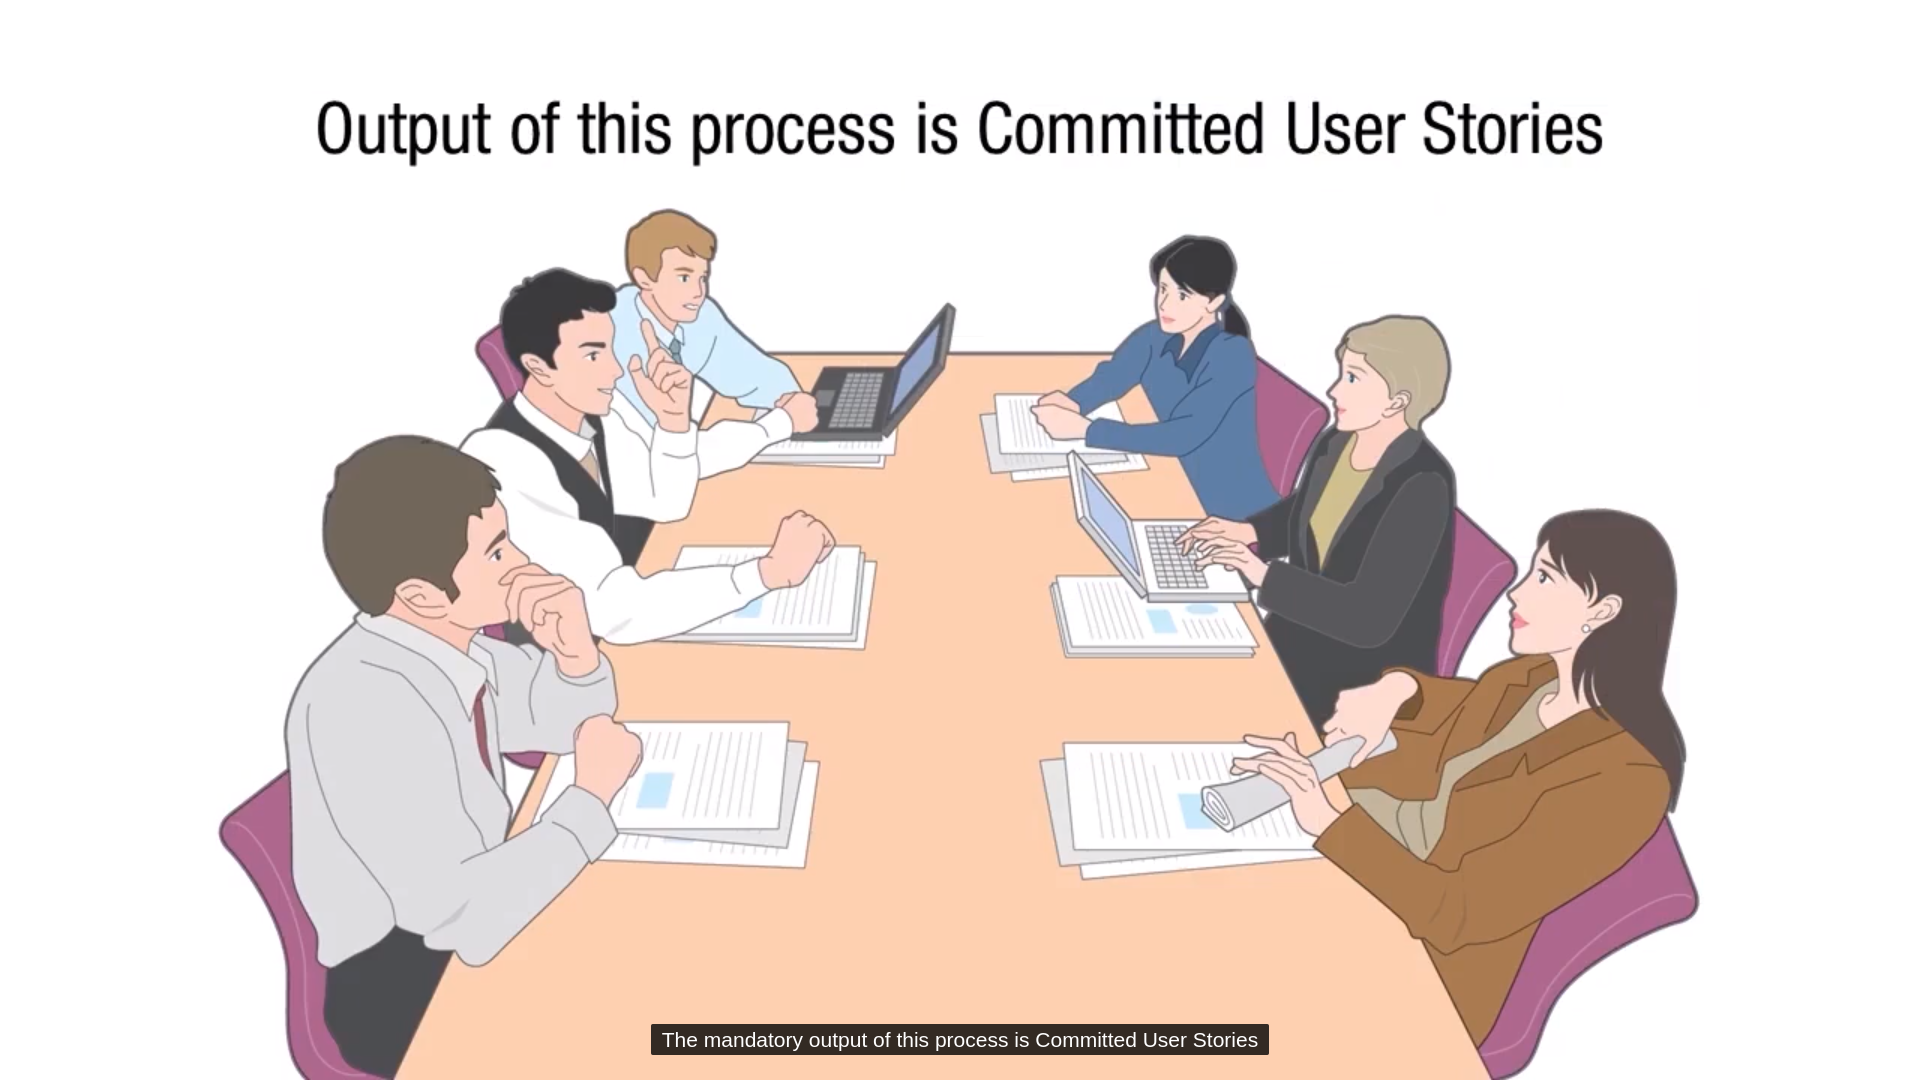 Output of this process is Committed User Stories
The mandatory output of this process is Committed User Stories